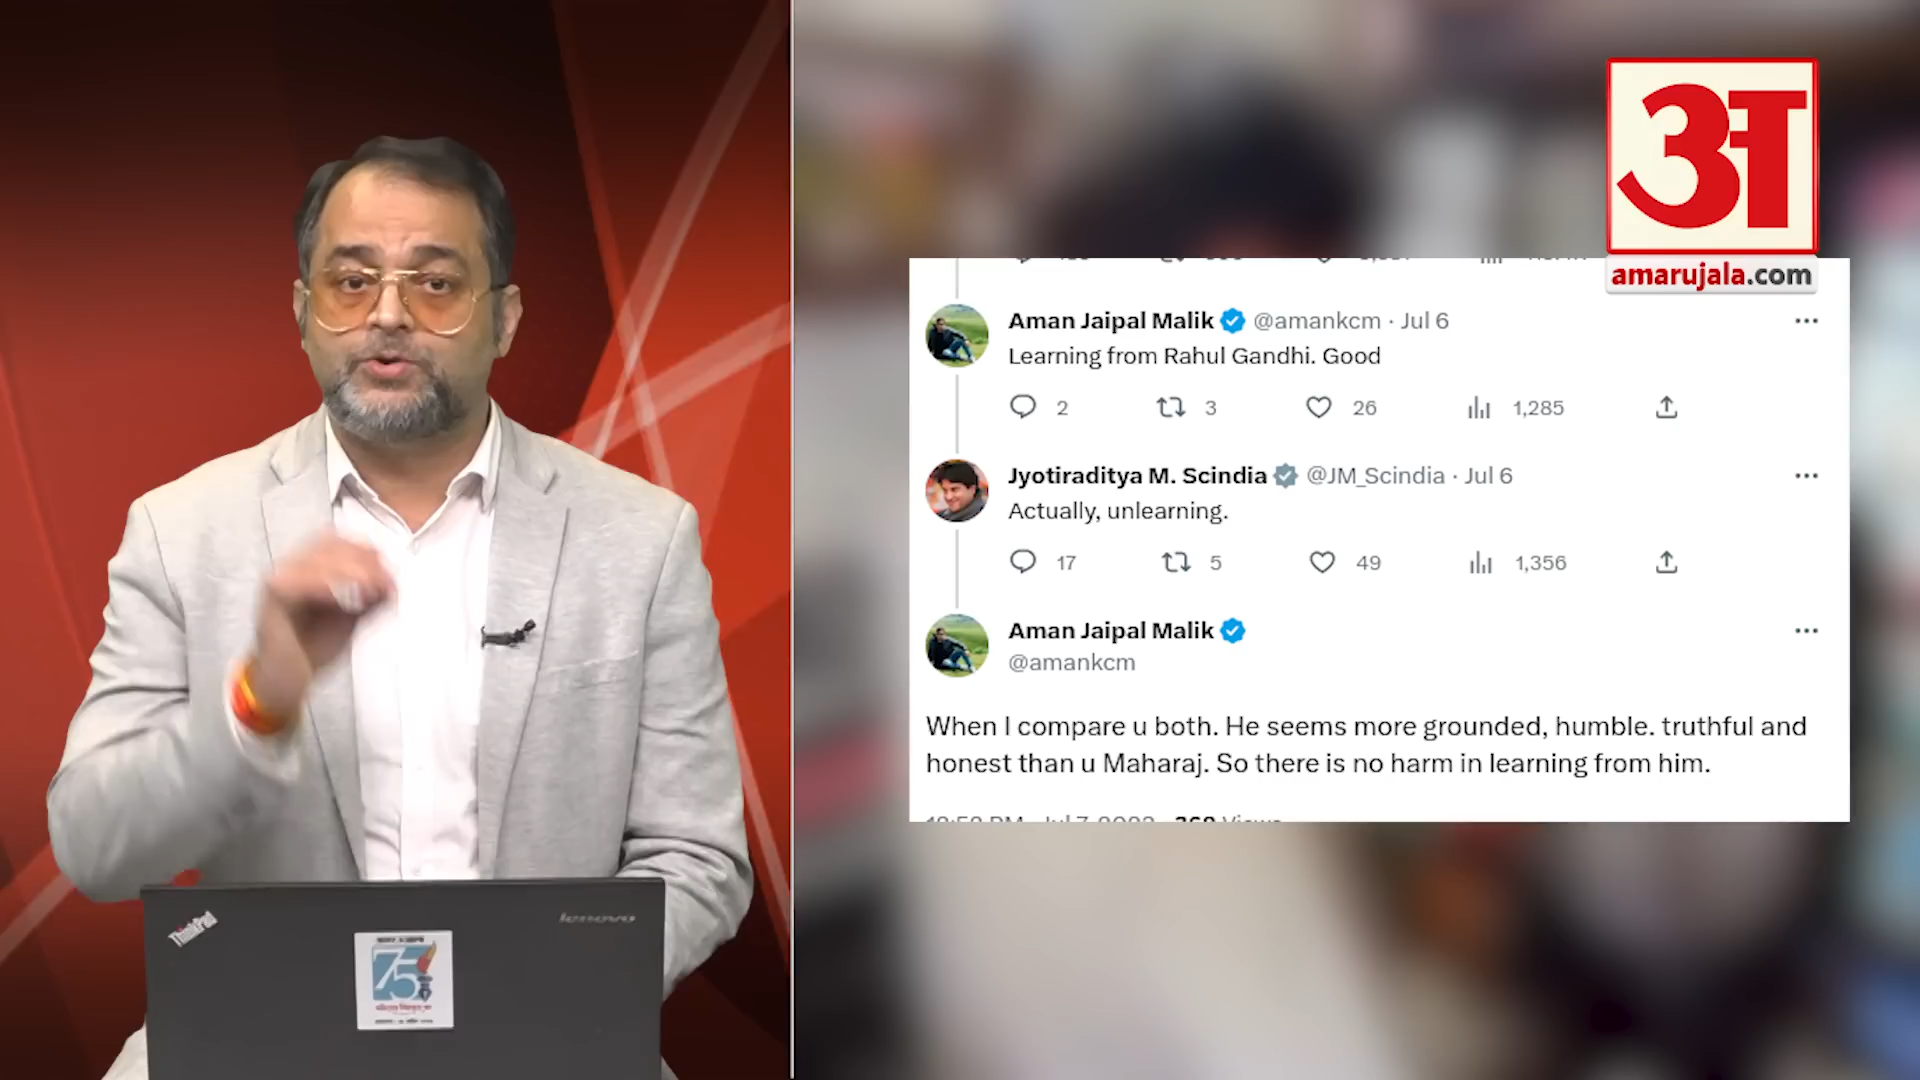 अ
amarujala.com
Aman Jaipal Malik @amankcm · Jul 6
Learning from Rahul Gandhi. Good
2 3 26 1,285
Jyotiraditya M. Scindia @JM_Scindia · Jul 6
Actually, unlearning.
17 5 49 1,356
Aman Jaipal Malik
@amankcm
When I compare u both. He seems more grounded, humble. truthful and
honest than u Maharaj. So there is no harm in learning from him.
ThinkPad
lenovo
75